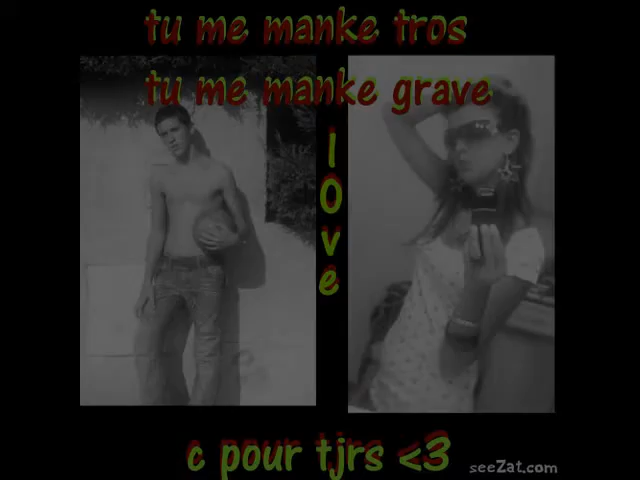 tu me manke tros
tu me manke grave
l
o
v
e
c pour tjrs <3
seeZat.com